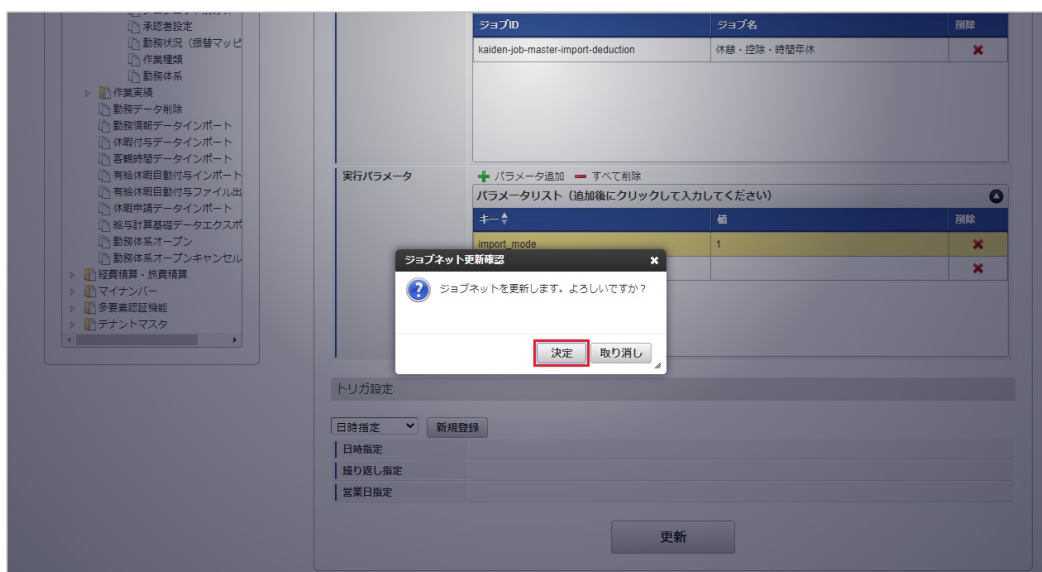 承認者設定
勤務状況（振替マッピ
作業種類
勤務体系
作業実績
勤務データ削除
勤務情報データインポート
休暇付与データインポート
客観時間データインポート
有給休暇自動付与インポート
有給休暇自動付与ファイル出
休暇申請データインポート
給与計算基礎データエクスポ
勤務体系オープン
勤務体系オープンキャンセル
経費積算・旅費積算
マイナンバー
多要素認証機能
テナントマスタ
ジョブID ジョブ名 削除
kaiden-job-master-import-deduction 休憩・控除・時間年休
実行パラメータ
パラメータ追加 すべて削除
パラメータリスト（追加後にクリックして入力してください）
キー 値 削除
import_mode 1
ジョブネット更新確認
ジョブネットを更新します。よろしいですか？
決定 取り消し
トリガ設定
日時指定 新規登録
日時指定
繰り返し指定
営業日指定
更新